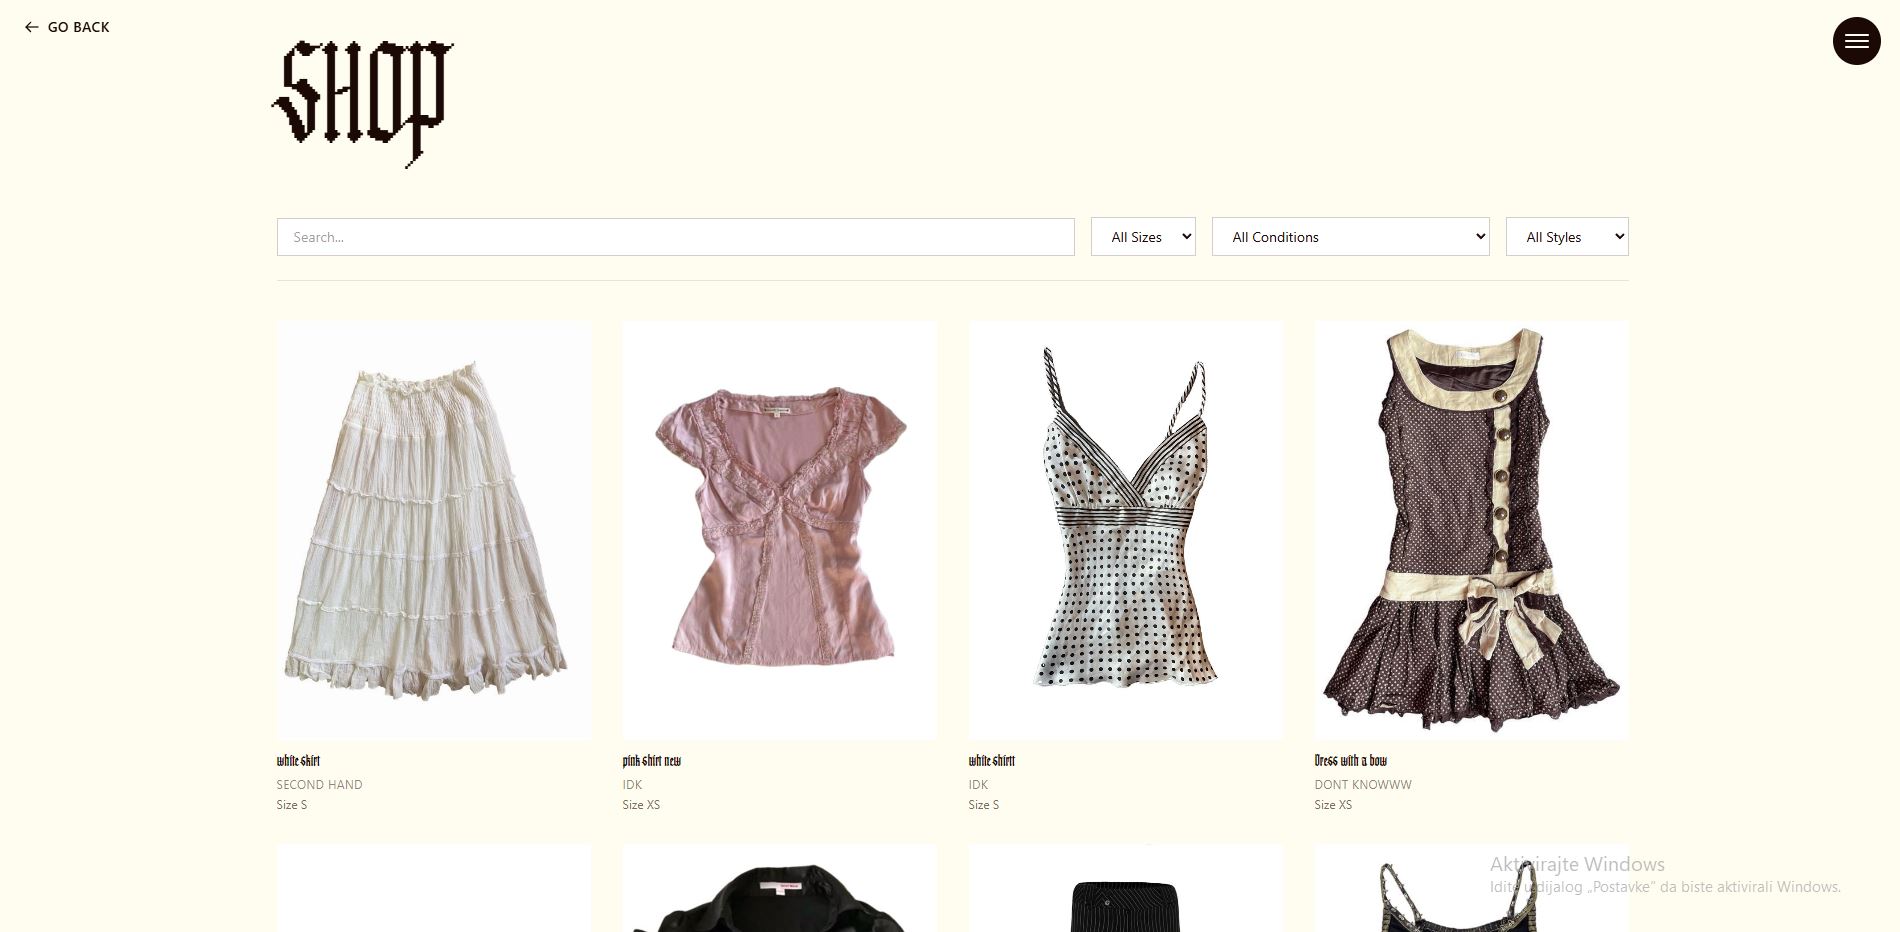 GO BACK
SHOP
Search...
All Sizes
All Conditions
All Styles
white skirt
SECOND HAND
Size S
pink shirt new
IDK
Size XS
white shirtt
IDK
Size S
Dress with a bow
DONT KNOWWW
Size XS
Aktivirajte Windows
Idite u dijalog „Postavke“ da biste aktivirali Windows.